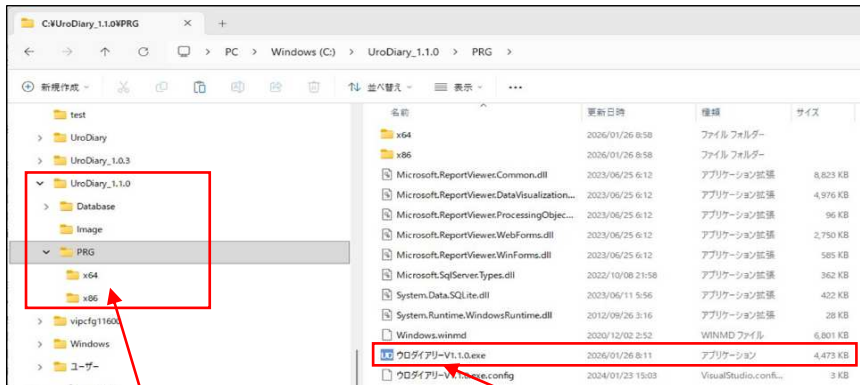 C:¥UroDiary_1.1.0¥PRG
PC > Windows (C:) > UroDiary_1.1.0 > PRG >
新規作成
並べ替え
表示
test
UroDiary
UroDiary_1.0.3
UroDiary_1.1.0
Database
Image
PRG
x64
x86
vipcfg11600
Windows
ユーザー
名前 更新日時 種類 サイズ
x64 2026/01/26 8:58 ファイル フォルダー
x86 2026/01/26 8:58 ファイル フォルダー
Microsoft.ReportViewer.Common.dll 2023/06/25 6:12 アプリケーション拡張 8,823 KB
Microsoft.ReportViewer.DataVisualization... 2023/06/25 6:12 アプリケーション拡張 4,976 KB
Microsoft.ReportViewer.ProcessingObjec... 2023/06/25 6:12 アプリケーション拡張 96 KB
Microsoft.ReportViewer.WebForms.dll 2023/06/25 6:12 アプリケーション拡張 2,750 KB
Microsoft.ReportViewer.WinForms.dll 2023/06/25 6:12 アプリケーション拡張 585 KB
Microsoft.SqlServer.Types.dll 2022/10/08 21:58 アプリケーション拡張 362 KB
System.Data.SQLite.dll 2023/06/11 5:56 アプリケーション拡張 422 KB
System.Runtime.WindowsRuntime.dll 2012/09/26 3:16 アプリケーション拡張 28 KB
Windows.winmd 2020/12/02 2:52 WINMD ファイル 6,801 KB
UD ウロダイアリーV1.1.0.exe 2026/01/26 8:11 アプリケーション 4,473 KB
ウロダイアリーV1.1.0.exe.config 2024/01/23 15:03 VisualStudio.confi... 3 KB